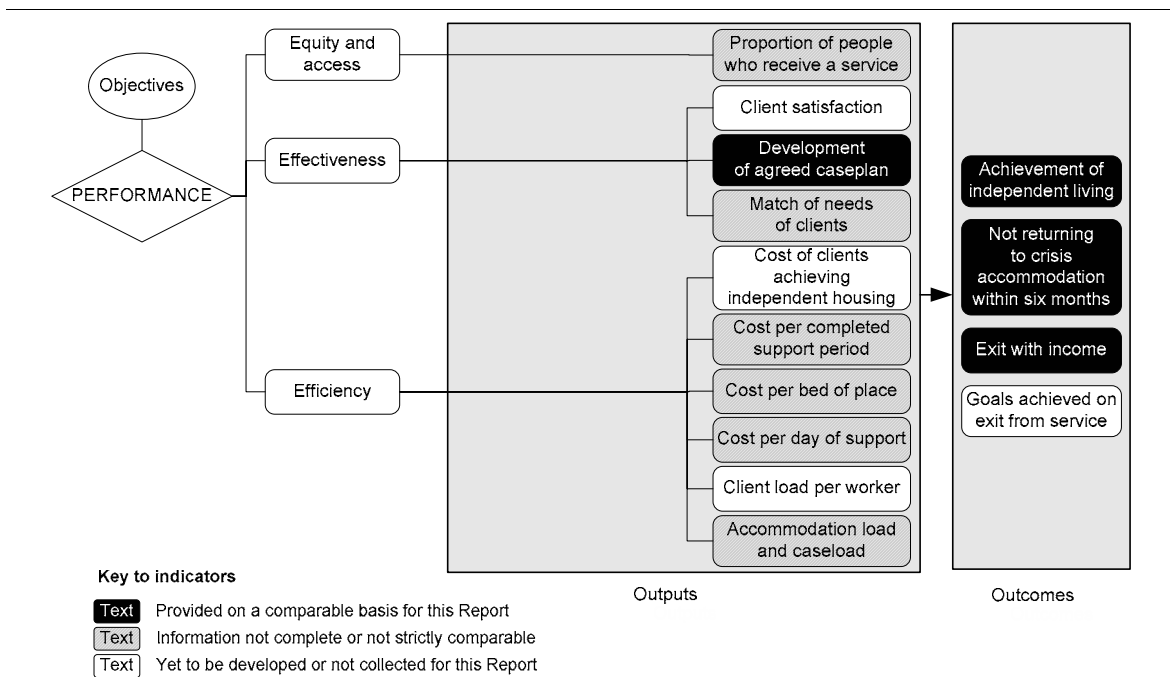 Objectives
PERFORMANCE
Equity and
access
Effectiveness
Efficiency
Proportion of people
who receive a service
Client satisfaction
Development
of agreed caseplan
Match of needs
of clients
Cost of clients
achieving
independent housing
Cost per completed
support period
Cost per bed of place
Cost per day of support
Client load per worker
Accommodation load
and caseload
Outputs
Achievement of
independent living
Not returning
to crisis
accommodation
within six months
Exit with income
Goals achieved on
exit from service
Outcomes
Key to indicators
Text Provided on a comparable basis for this Report
Text Information not complete or not strictly comparable
Text Yet to be developed or not collected for this Report